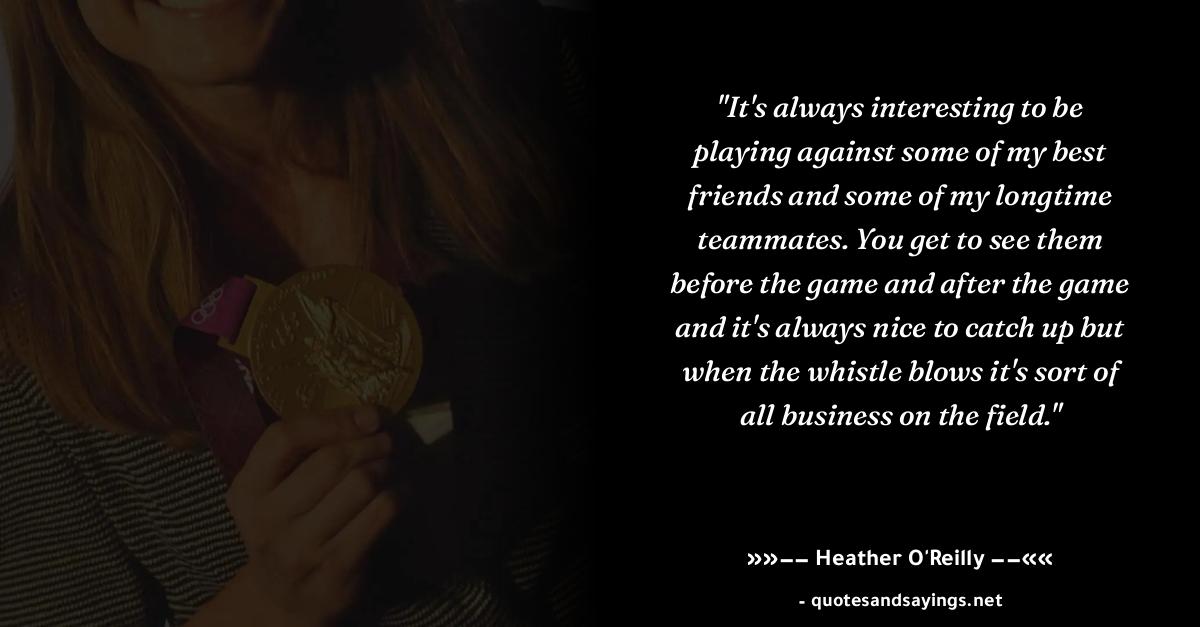 "It's always interesting to be
playing against some of my best
friends and some of my longtime
teammates. You get to see them
before the game and after the game
and it's always nice to catch up but
when the whistle blows it's sort of
all business on the field."
»»―― Heather O'Reilly ――««
- quotesandsayings.net